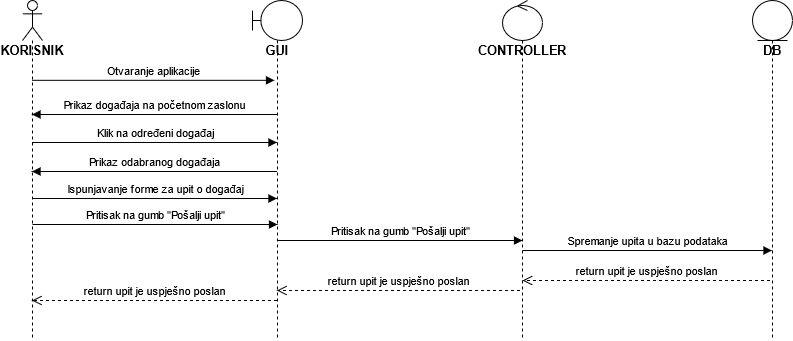 KORISNIK
GUI
CONTROLLER
DB
Otvaranje aplikacije
Prikaz događaja na početnom zaslonu
Klik na određeni događaj
Prikaz odabranog događaja
Ispunjavanje forme za upit o događaj
Pritisak na gumb "Pošalji upit"
Pritisak na gumb "Pošalji upit"
Spremanje upita u bazu podataka
return upit je uspješno poslan
return upit je uspješno poslan
return upit je uspješno poslan